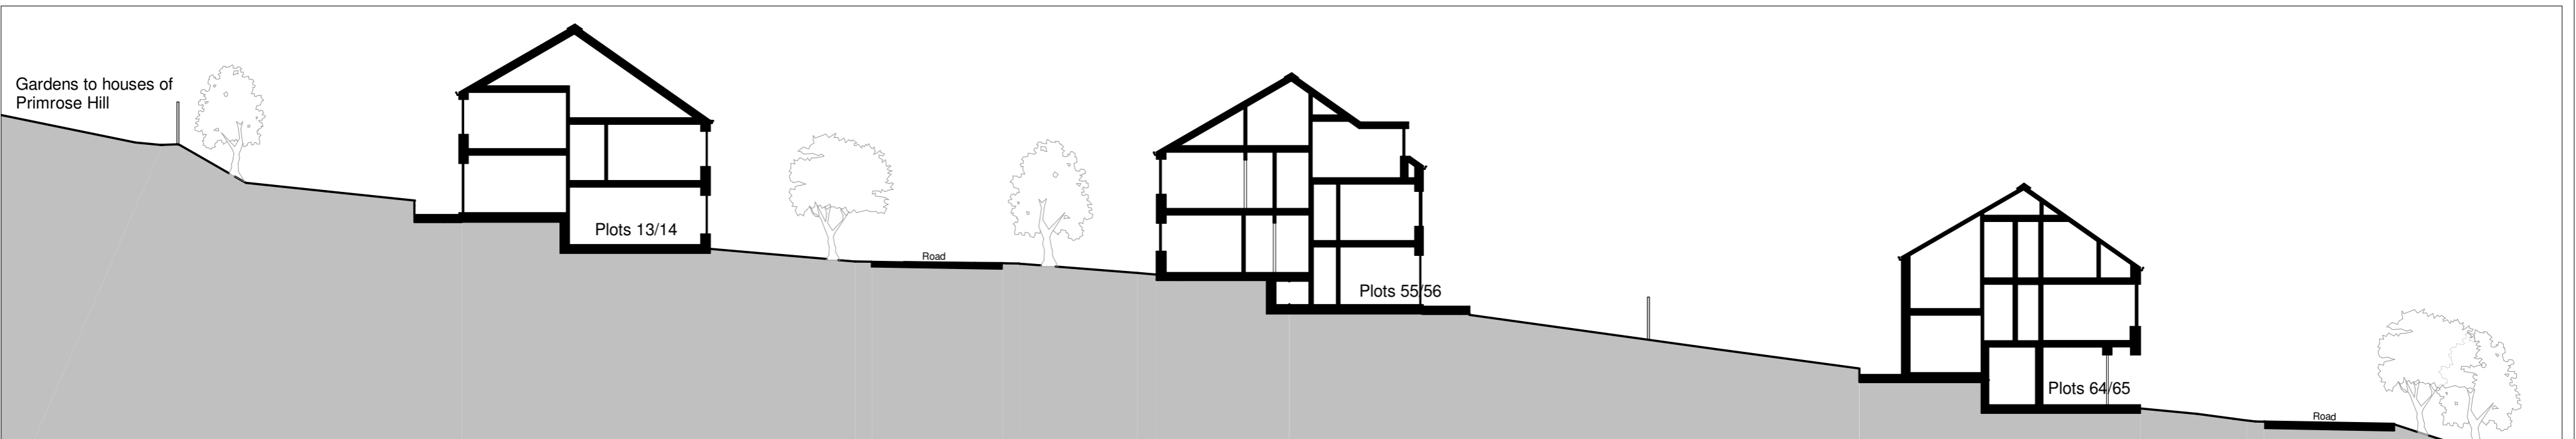 Gardens to houses of
Primrose Hill
Plots 13/14
Road
Plots 55/56
Plots 64/65
Road